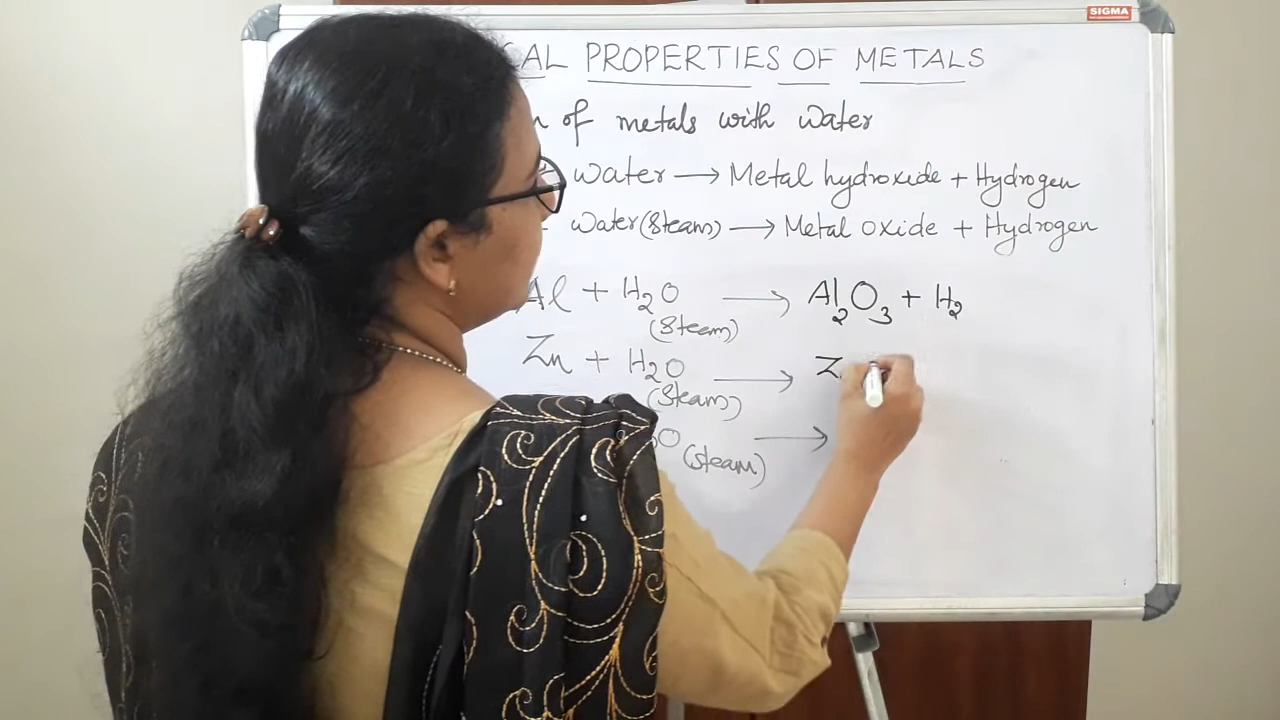 SIGMA
CAL PROPERTIES OF METALS
of metals with water
water → Metal hydroxide + Hydrogen
Water (Steam) → Metal oxide + Hydrogen
Al + H2O (Steam) → Al2O3 + H2
Zn + H2O (Steam) →
O (Steam) →